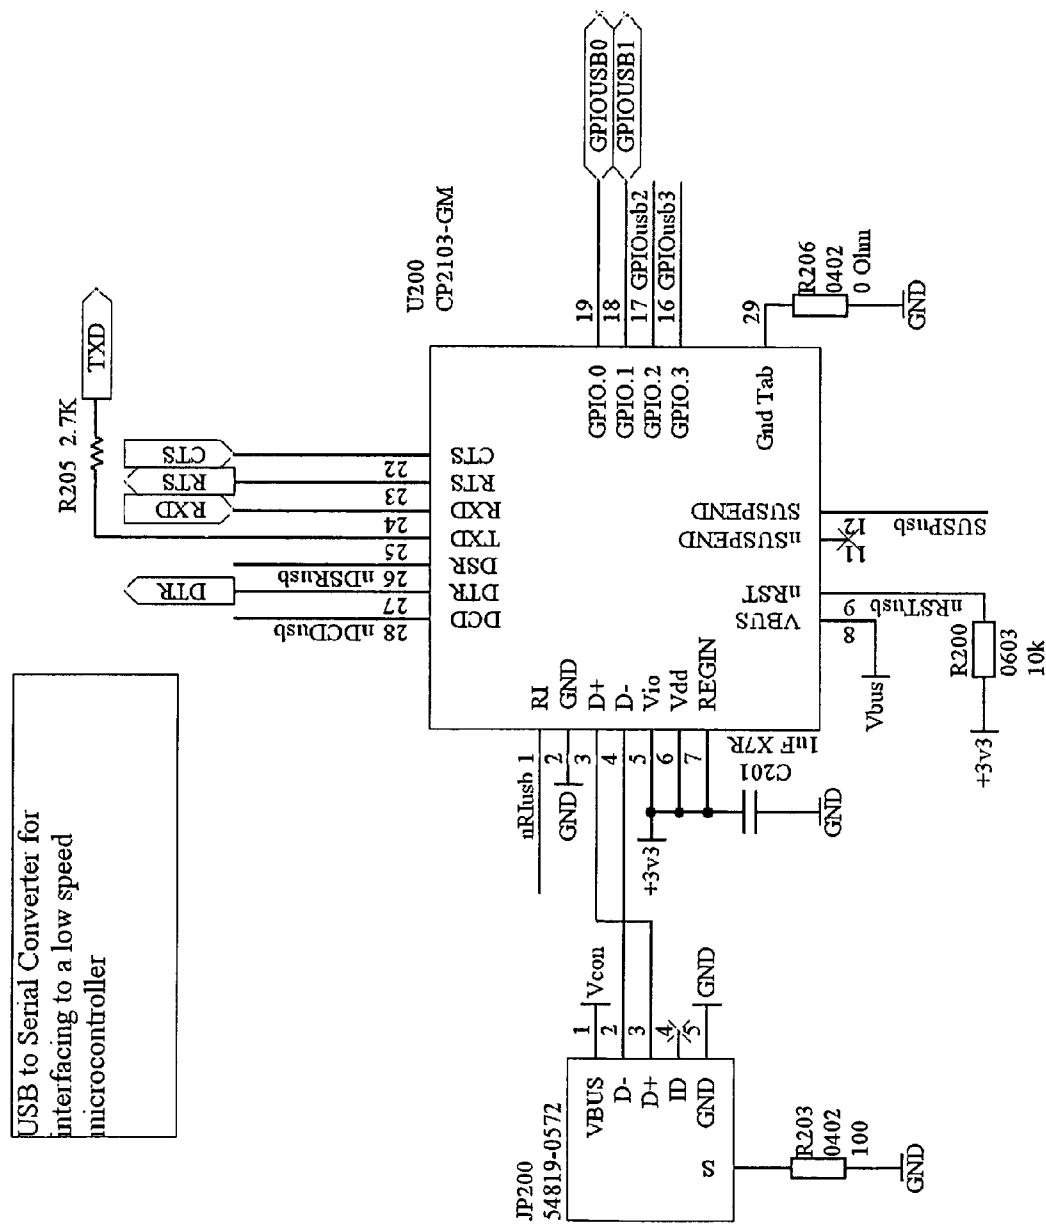 USB to Serial Converter for
interfacing to a low speed
microcontroller
JP200
54819-0572
VBUS
D-
D+
ID
GND
S
1
2
3
4
5
Vcon
GND
R203
0402
100
GND
nRIusb
1
2
3
4
5
6
7
GND
+3v3
C201
1uF X7R
GND
RI
GND
D+
D-
Vio
Vdd
REGIN
U200
CP2103-GM
DCD
DTR
DSR
TXD
RXD
RTS
CTS
28 nDCDusb
27
26 nDSRusb
25
24
23
22
DTR
RXD
RTS
CTS
R205 2.7K
TXD
VBUS
nRST
nSUSPEND
SUSPEND
8
9
11
12
Vbus
nRSTusb
SUSPusb
R200
0603
10k
+3v3
GPIO.0
GPIO.1
GPIO.2
GPIO.3
Gnd Tab
19
18
17
16
29
GPIOusb2
GPIOusb3
GPIOUSB0
GPIOUSB1
R206
0402
0 Ohm
GND